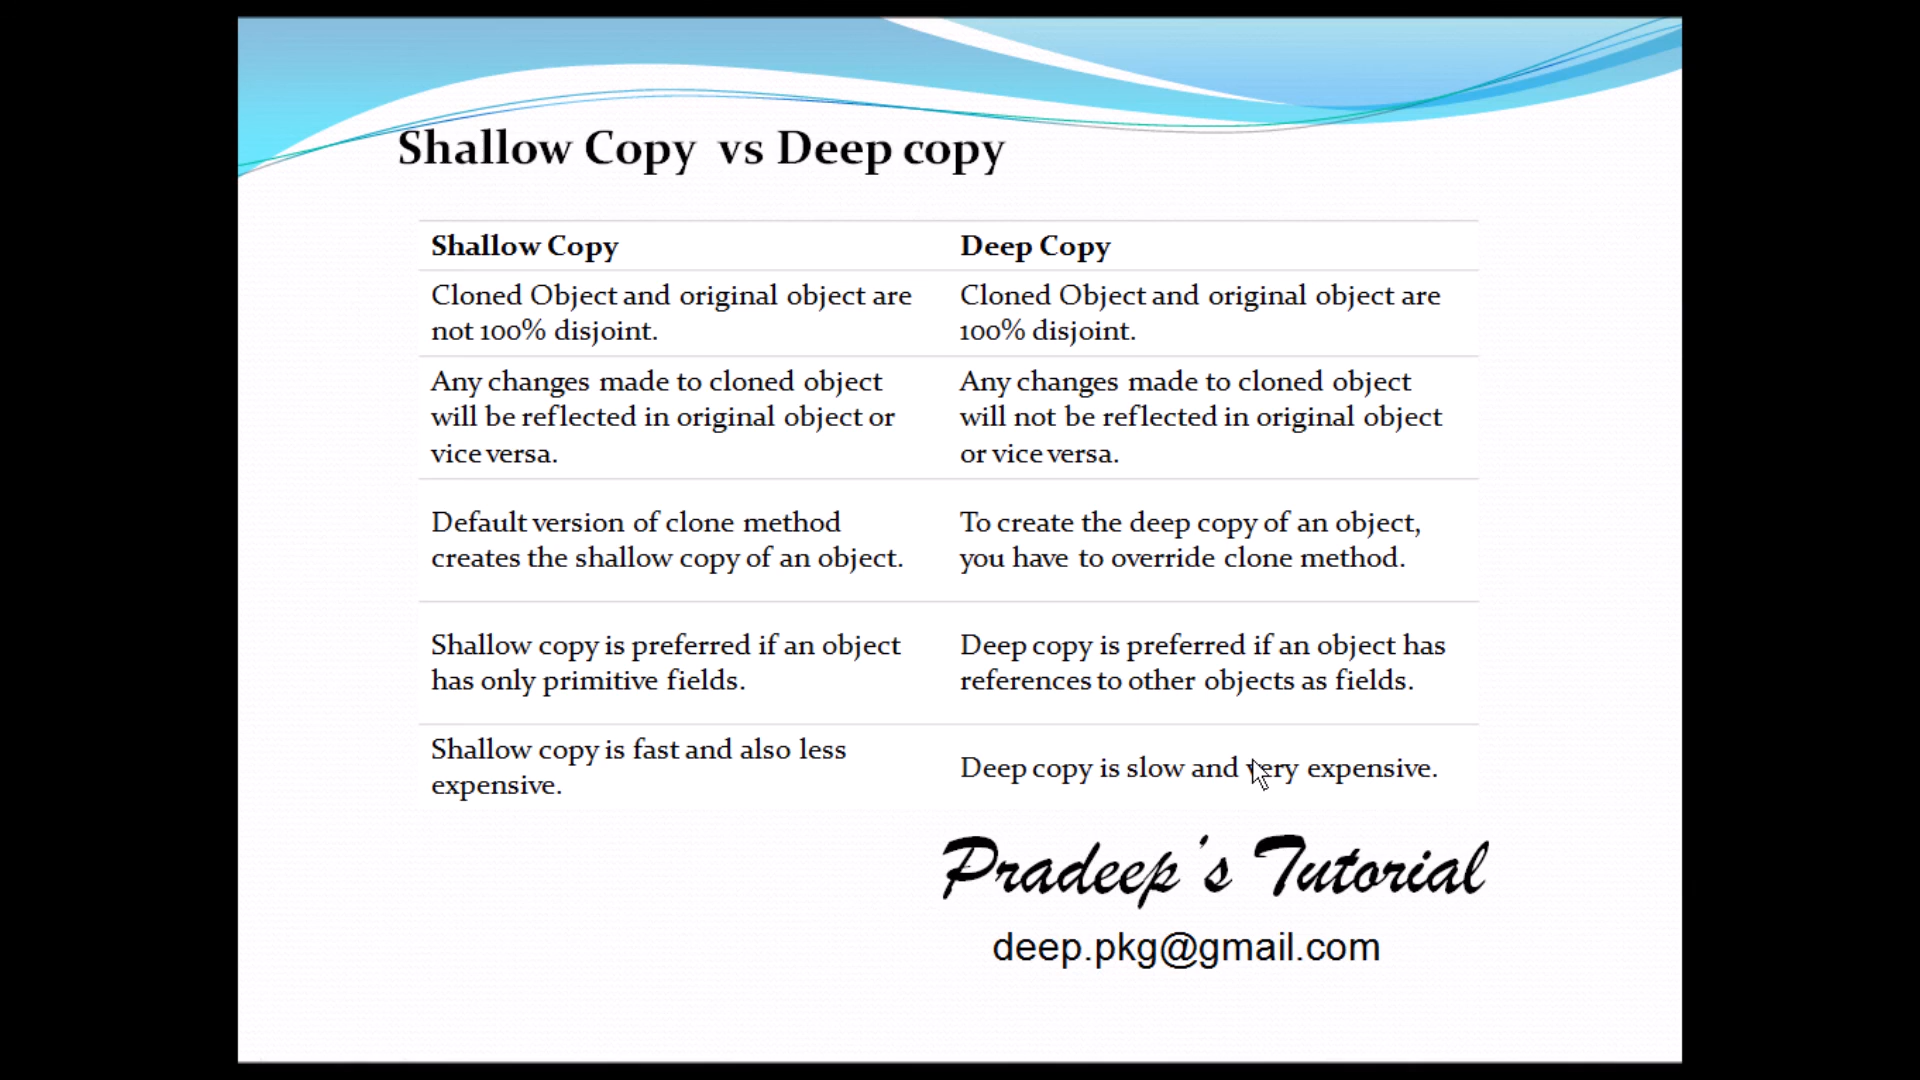 Shallow Copy vs Deep copy
Shallow Copy
Deep Copy
Cloned Object and original object are
not 100% disjoint.
Cloned Object and original object are
100% disjoint.
Any changes made to cloned object
will be reflected in original object or
vice versa.
Any changes made to cloned object
will not be reflected in original object
or vice versa.
Default version of clone method
creates the shallow copy of an object.
To create the deep copy of an object,
you have to override clone method.
Shallow copy is preferred if an object
has only primitive fields.
Deep copy is preferred if an object has
references to other objects as fields.
Shallow copy is fast and also less
expensive.
Deep copy is slow and very expensive.
Pradeep's Tutorial
deep.pkg@gmail.com